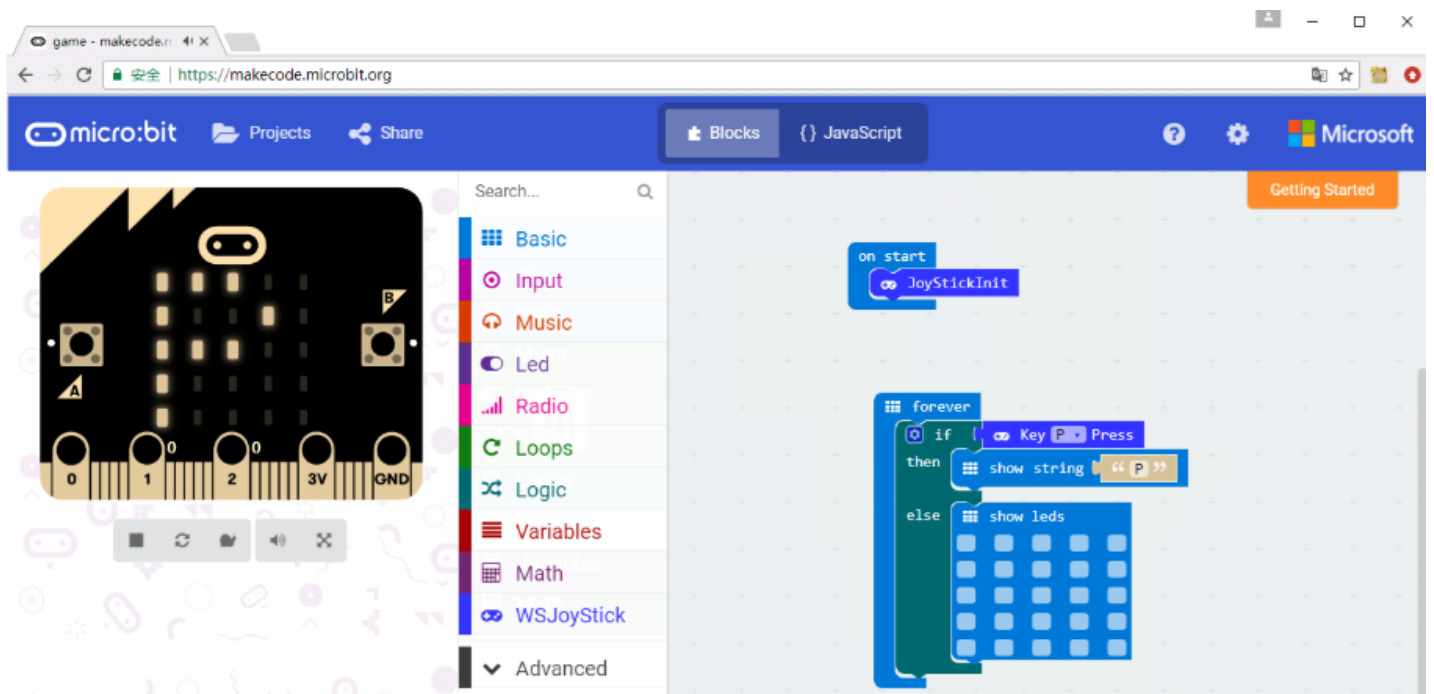 game - makecode.m
安全 | https://makecode.microbit.org
micro:bit Projects Share Blocks {} JavaScript Microsoft
Search...
Getting Started
Basic
Input
Music
Led
Radio
Loops
Logic
Variables
Math
WSJoyStick
Advanced
A
B
0 1 2 3V GND
0 0
on start
JoyStickInit
forever
if Key P Press
then show string “ P ”
else show leds